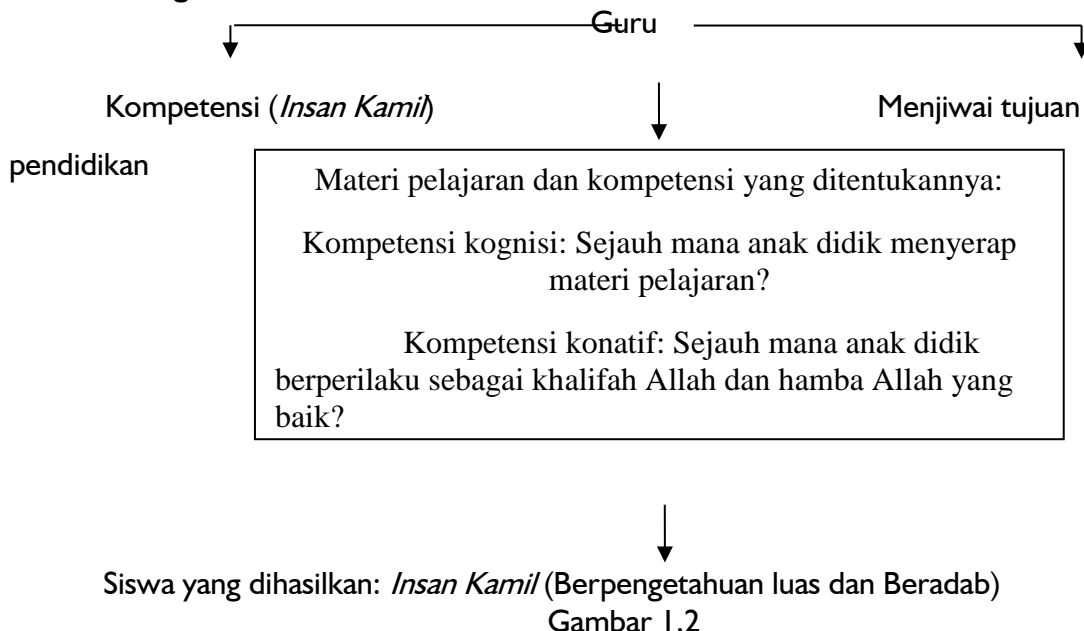 Guru
Kompetensi (Insan Kamil)
Menjiwai tujuan
pendidikan
Materi pelajaran dan kompetensi yang ditentukannya:
Kompetensi kognisi: Sejauh mana anak didik menyerap
materi pelajaran?
Kompetensi konatif: Sejauh mana anak didik
berperilaku sebagai khalifah Allah dan hamba Allah yang
baik?
Siswa yang dihasilkan: Insan Kamil (Berpengetahuan luas dan Beradab)
Gambar 1.2